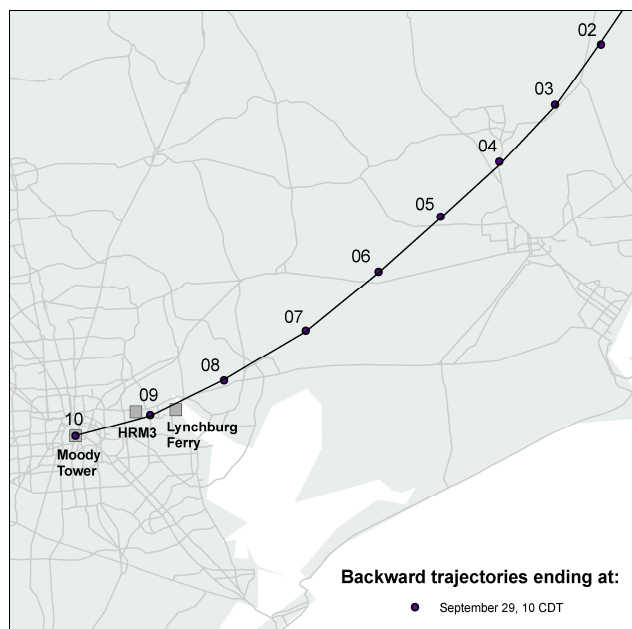 02
03
04
05
06
07
08
09
10
HRM3
Lynchburg
Ferry
Moody
Tower
Backward trajectories ending at:
September 29, 10 CDT